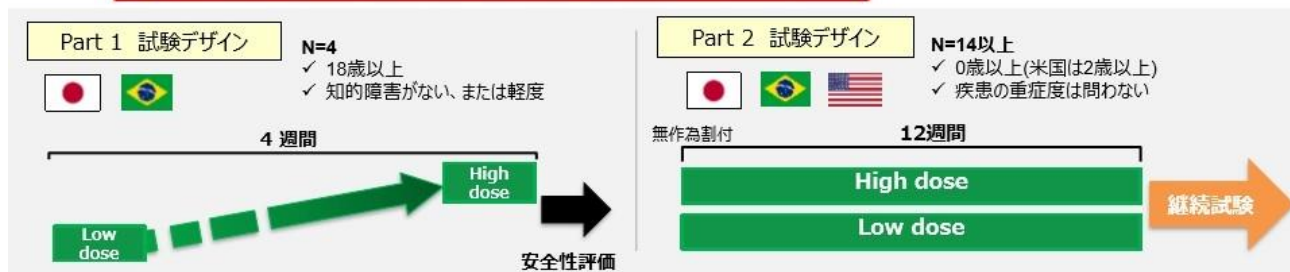 Part 1 試験デザイン
N=4
✓ 18歳以上
✓ 知的障害がない、または軽度
4 週間
Low
dose
High
dose
安全性評価
Part 2 試験デザイン
N=14以上
✓ 0歳以上(米国は2歳以上)
✓ 疾患の重症度は問わない
無作為割付
12週間
High dose
Low dose
継続試験